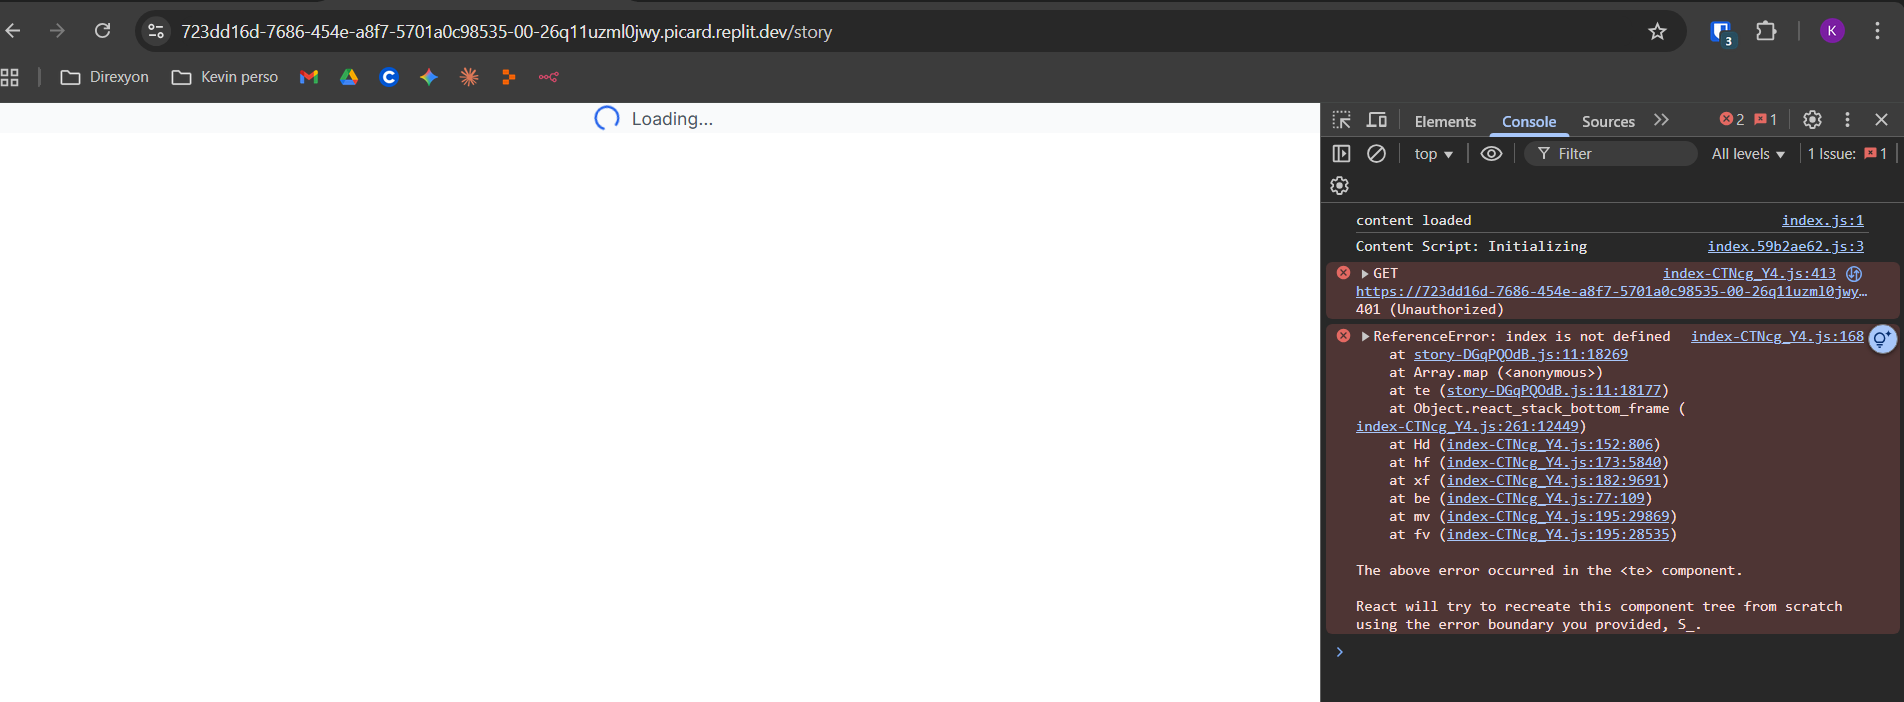 723dd16d-7686-454e-a8f7-5701a0c98535-00-26q11uzml0jwy.picard.replit.dev/story
3
K
Direxyon
Kevin perso
Loading...
Elements
Console
Sources
2
1
top
Filter
All levels
1 Issue:
1
content loaded
index.js:1
Content Script: Initializing
index.59b2ae62.js:3
GET
index-CTNcg_Y4.js:413
https://723dd16d-7686-454e-a8f7-5701a0c98535-00-26q11uzml0jwy…
401 (Unauthorized)
ReferenceError: index is not defined
index-CTNcg_Y4.js:168
at story-DGqPQOdB.js:11:18269
at Array.map (<anonymous>)
at te (story-DGqPQOdB.js:11:18177)
at Object.react_stack_bottom_frame (
index-CTNcg_Y4.js:261:12449)
at Hd (index-CTNcg_Y4.js:152:806)
at hf (index-CTNcg_Y4.js:173:5840)
at xf (index-CTNcg_Y4.js:182:9691)
at be (index-CTNcg_Y4.js:77:109)
at mv (index-CTNcg_Y4.js:195:29869)
at fv (index-CTNcg_Y4.js:195:28535)
The above error occurred in the <te> component.
React will try to recreate this component tree from scratch
using the error boundary you provided, S_.